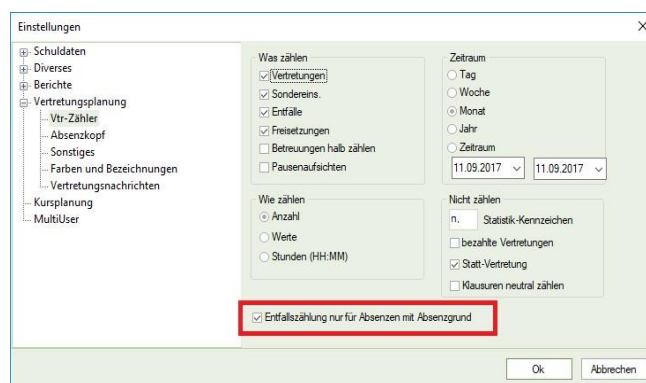 Einstellungen
Schuldaten
Diverses
Berichte
Vertretungsplanung
Vtr-Zähler
Absenzkopf
Sonstiges
Farben und Bezeichnungen
Vertretungsnachrichten
Kursplanung
MultiUser
Was zählen
Vertretungen
Sondereins.
Entfälle
Freisetzungen
Betreuungen halb zählen
Pausenaufsichten
Zeitraum
Tag
Woche
Monat
Jahr
Zeitraum
11.09.2017 11.09.2017
Wie zählen
Anzahl
Werte
Stunden (HH:MM)
Nicht zählen
n. Statistik-Kennzeichen
bezahlte Vertretungen
Statt-Vertretung
Klausuren neutral zählen
Entfallszählung nur für Absenzen mit Absenzgrund
Ok Abbrechen